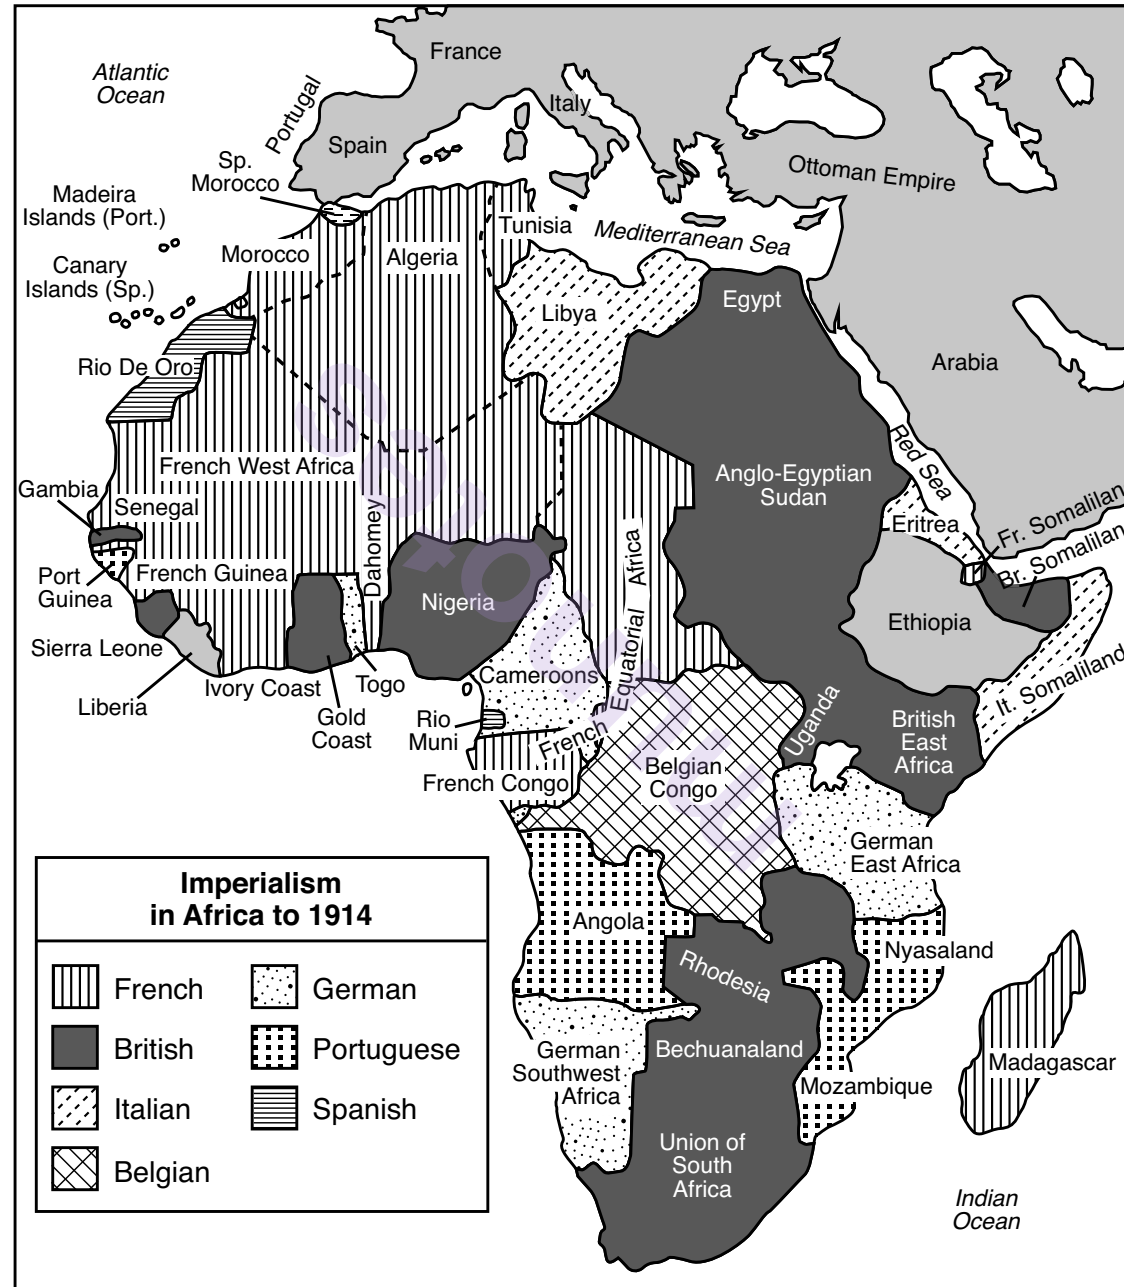 France
Atlantic
Ocean
Portugal
Italy
Spain
Ottoman Empire
Sp.
Morocco
Madeira
Islands (Port.)
Tunisia
Mediterranean Sea
Morocco
Algeria
Canary
Islands (Sp.)
Egypt
Libya
Arabia
Rio De Oro
Red Sea
French West Africa
Anglo-Egyptian
Sudan
Gambia
Senegal
Eritrea
Fr. Somalilan
Dahomey
Br. Somalilan
Port
Guinea
French Guinea
Nigeria
Ethiopia
French Equatorial Africa
Sierra Leone
Cameroons
It. Somaliland
Ivory Coast
Togo
Liberia
Gold
Coast
Rio
Muni
Uganda
British
East
Africa
Belgian
Congo
French Congo
German
East Africa
Imperialism
in Africa to 1914
French
British
Italian
Belgian
German
Portuguese
Spanish
Angola
Nyasaland
Rhodesia
German
Southwest
Africa
Bechuanaland
Mozambique
Madagascar
Union of
South
Africa
Indian
Ocean